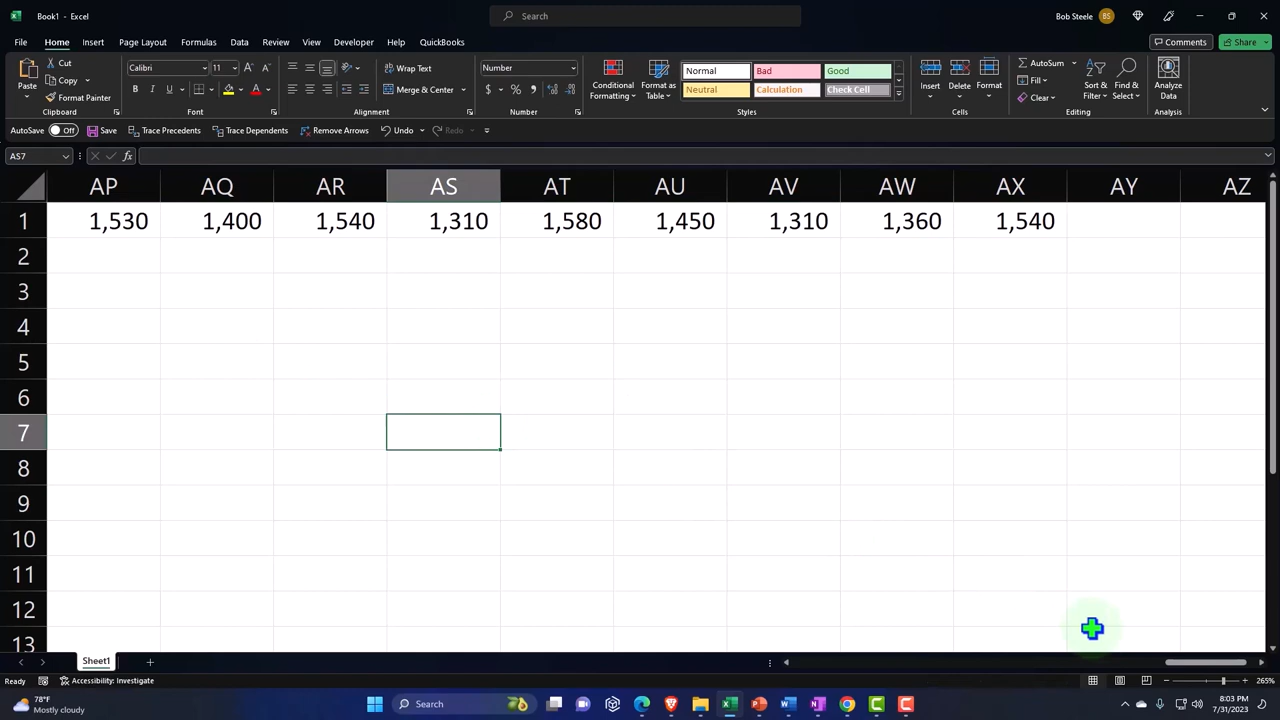 Book1 - Excel
Search
Bob Steele
BS
File Home Insert Page Layout Formulas Data Review View Developer Help QuickBooks
Comments
Share
Paste
Cut
Copy
Format Painter
Clipboard
Calibri
11
B I U
Font
Wrap Text
Merge & Center
Alignment
Number
$ % ,
Number
Conditional Formatting
Format as Table
Normal Bad Good
Neutral Calculation Check Cell
Styles
Insert Delete Format
Cells
AutoSum
Fill
Clear
Sort & Filter
Find & Select
Editing
Analyze Data
Analysis
AutoSave Off Save Trace Precedents Trace Dependents Remove Arrows Undo Redo
AS7
fx
AP AQ AR AS AT AU AV AW AX AY AZ
1 1,530 1,400 1,540 1,310 1,580 1,450 1,310 1,360 1,540
2
3
4
5
6
7
8
9
10
11
12
13
Sheet1
Ready Accessibility: Investigate
265%
78°F
Mostly cloudy
Search
8:03 PM
7/31/2023